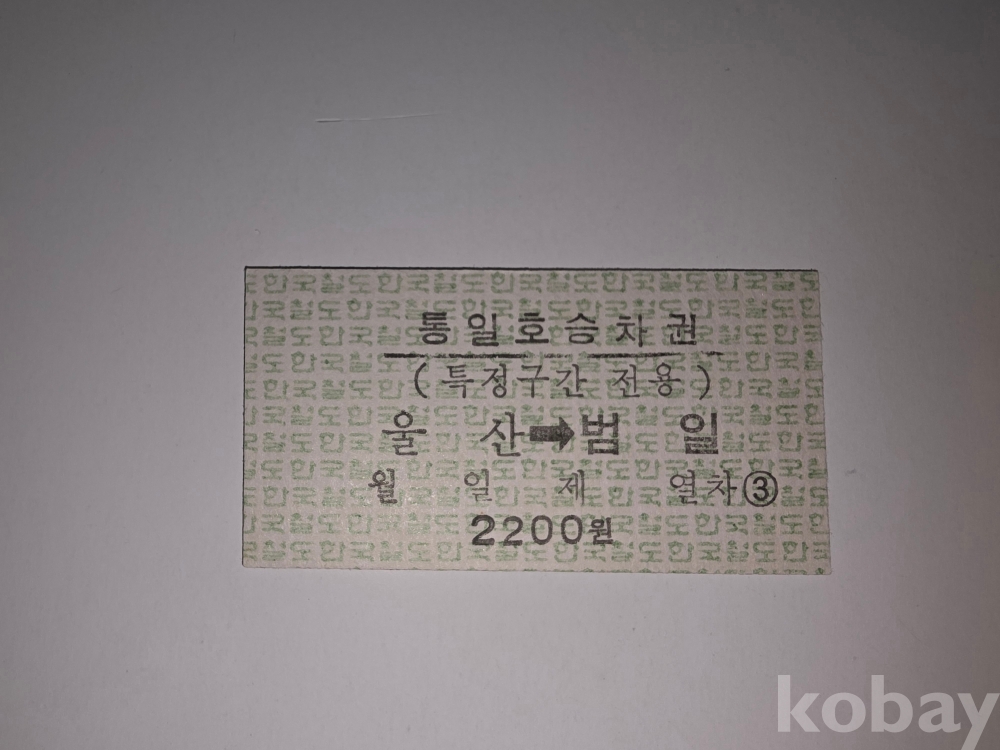 통일호승차권
(특정구간 전용)
울 산➡범 일
월 일 제 열차③
2200원
kobay